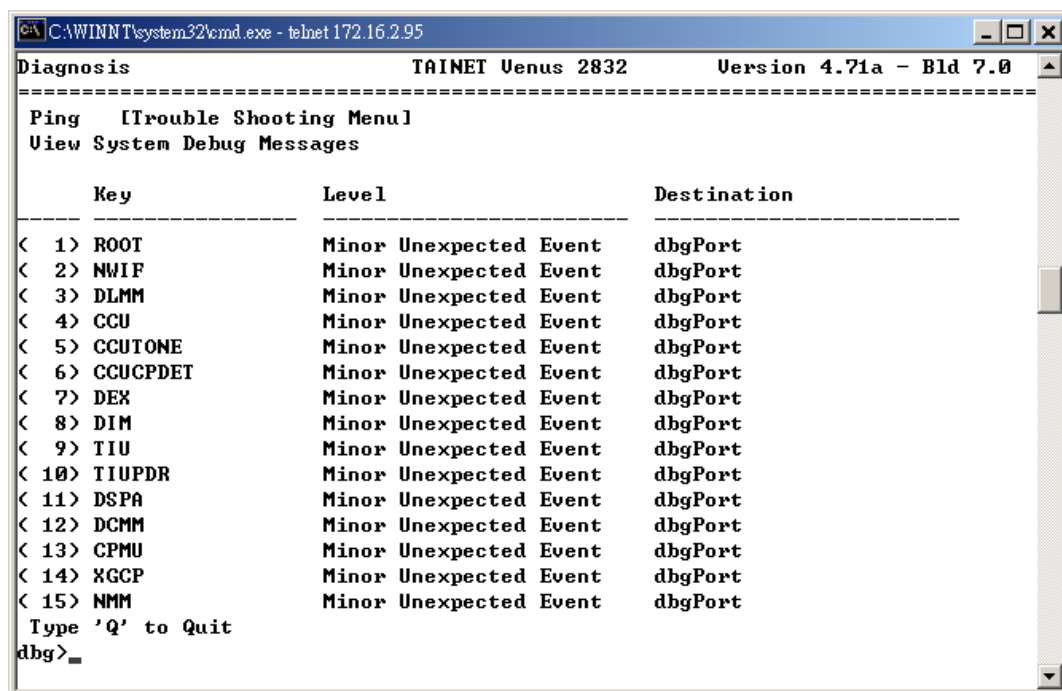 C:\WINNT\system32\cmd.exe - telnet 172.16.2.95
Diagnosis TAINET Venus 2832 Version 4.71a - Bld 7.0
================================================================================
Ping [Trouble Shooting Menu]
View System Debug Messages
Key Level Destination
----- ---------------- ------------------------ ------------------------
( 1) ROOT Minor Unexpected Event dbgPort
( 2) NWIF Minor Unexpected Event dbgPort
( 3) DLMM Minor Unexpected Event dbgPort
( 4) CCU Minor Unexpected Event dbgPort
( 5) CCUTONE Minor Unexpected Event dbgPort
( 6) CCUCPDET Minor Unexpected Event dbgPort
( 7) DEX Minor Unexpected Event dbgPort
( 8) DIM Minor Unexpected Event dbgPort
( 9) TIU Minor Unexpected Event dbgPort
( 10) TIUPDR Minor Unexpected Event dbgPort
( 11) DSPA Minor Unexpected Event dbgPort
( 12) DCMM Minor Unexpected Event dbgPort
( 13) CPMU Minor Unexpected Event dbgPort
( 14) XGCP Minor Unexpected Event dbgPort
( 15) NMM Minor Unexpected Event dbgPort
Type 'Q' to Quit
dbg>_